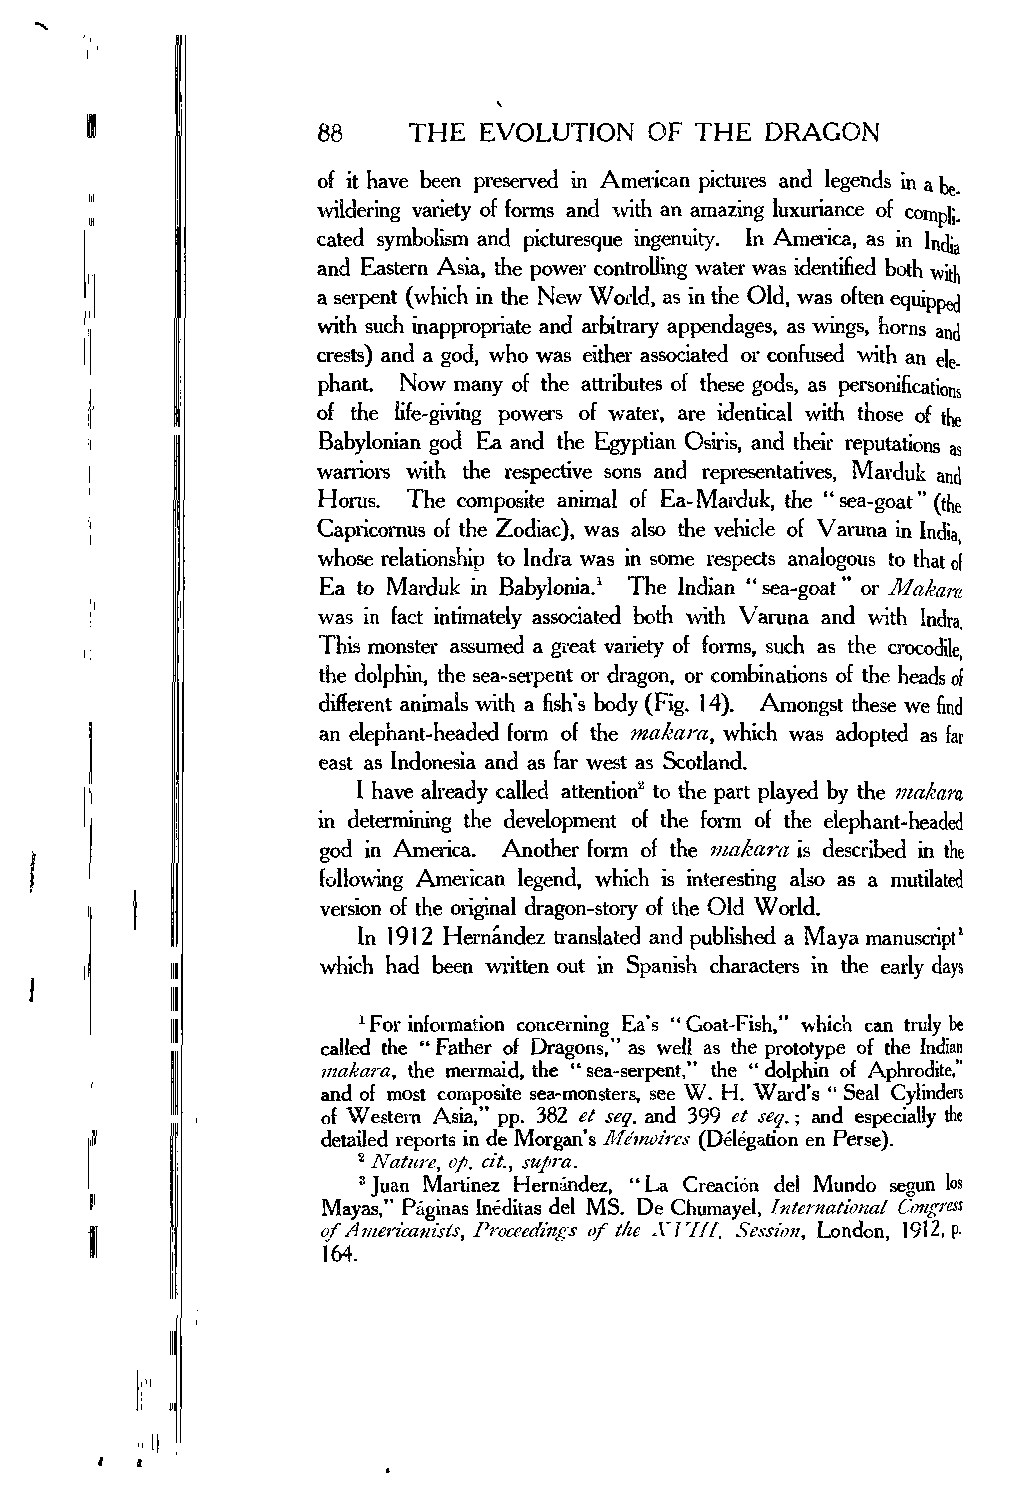 88 THE EVOLUTION OF THE DRAGON
of it have been preserved in American pictures and legends in a be-
wildering variety of forms and with an amazing luxuriance of compli-
cated symbolism and picturesque ingenuity. In America, as in India
and Eastern Asia, the power controlling water was identified both with
a serpent (which in the New World, as in the Old, was often equipped
with such inappropriate and arbitrary appendages, as wings, horns and
crests) and a god, who was either associated or confused with an ele-
phant. Now many of the attributes of these gods, as personifications
of the life-giving powers of water, are identical with those of the
Babylonian god Ea and the Egyptian Osiris, and their reputations as
warriors with the respective sons and representatives, Marduk and
Horus. The composite animal of Ea-Marduk, the “sea-goat” (the
Capricornus of the Zodiac), was also the vehicle of Varuna in India,
whose relationship to Indra was in some respects analogous to that of
Ea to Marduk in Babylonia.¹ The Indian “sea-goat” or Makara
was in fact intimately associated both with Varuna and with Indra.
This monster assumed a great variety of forms, such as the crocodile,
the dolphin, the sea-serpent or dragon, or combinations of the heads of
different animals with a fish's body (Fig. 14). Amongst these we find
an elephant-headed form of the makara, which was adopted as far
east as Indonesia and as far west as Scotland.
I have already called attention² to the part played by the makara
in determining the development of the form of the elephant-headed
god in America. Another form of the makara is described in the
following American legend, which is interesting also as a mutilated
version of the original dragon-story of the Old World.
In 1912 Hernández translated and published a Maya manuscript¹
which had been written out in Spanish characters in the early days
¹ For information concerning Ea's “Goat-Fish,” which can truly be
called the “Father of Dragons,” as well as the prototype of the Indian
makara, the mermaid, the “sea-serpent,” the “dolphin of Aphrodite,”
and of most composite sea-monsters, see W. H. Ward's “Seal Cylinders
of Western Asia,” pp. 382 et seq. and 399 et seq.; and especially the
detailed reports in de Morgan's Mémoires (Délégation en Perse).
² Nature, op. cit., supra.
³ Juan Martinez Hernández, “La Creación del Mundo segun los
Mayas,” Páginas Inéditas del MS. De Chumayel, International Congress
of Americanists, Proceedings of the XVIII. Session, London, 1912, p.
164.